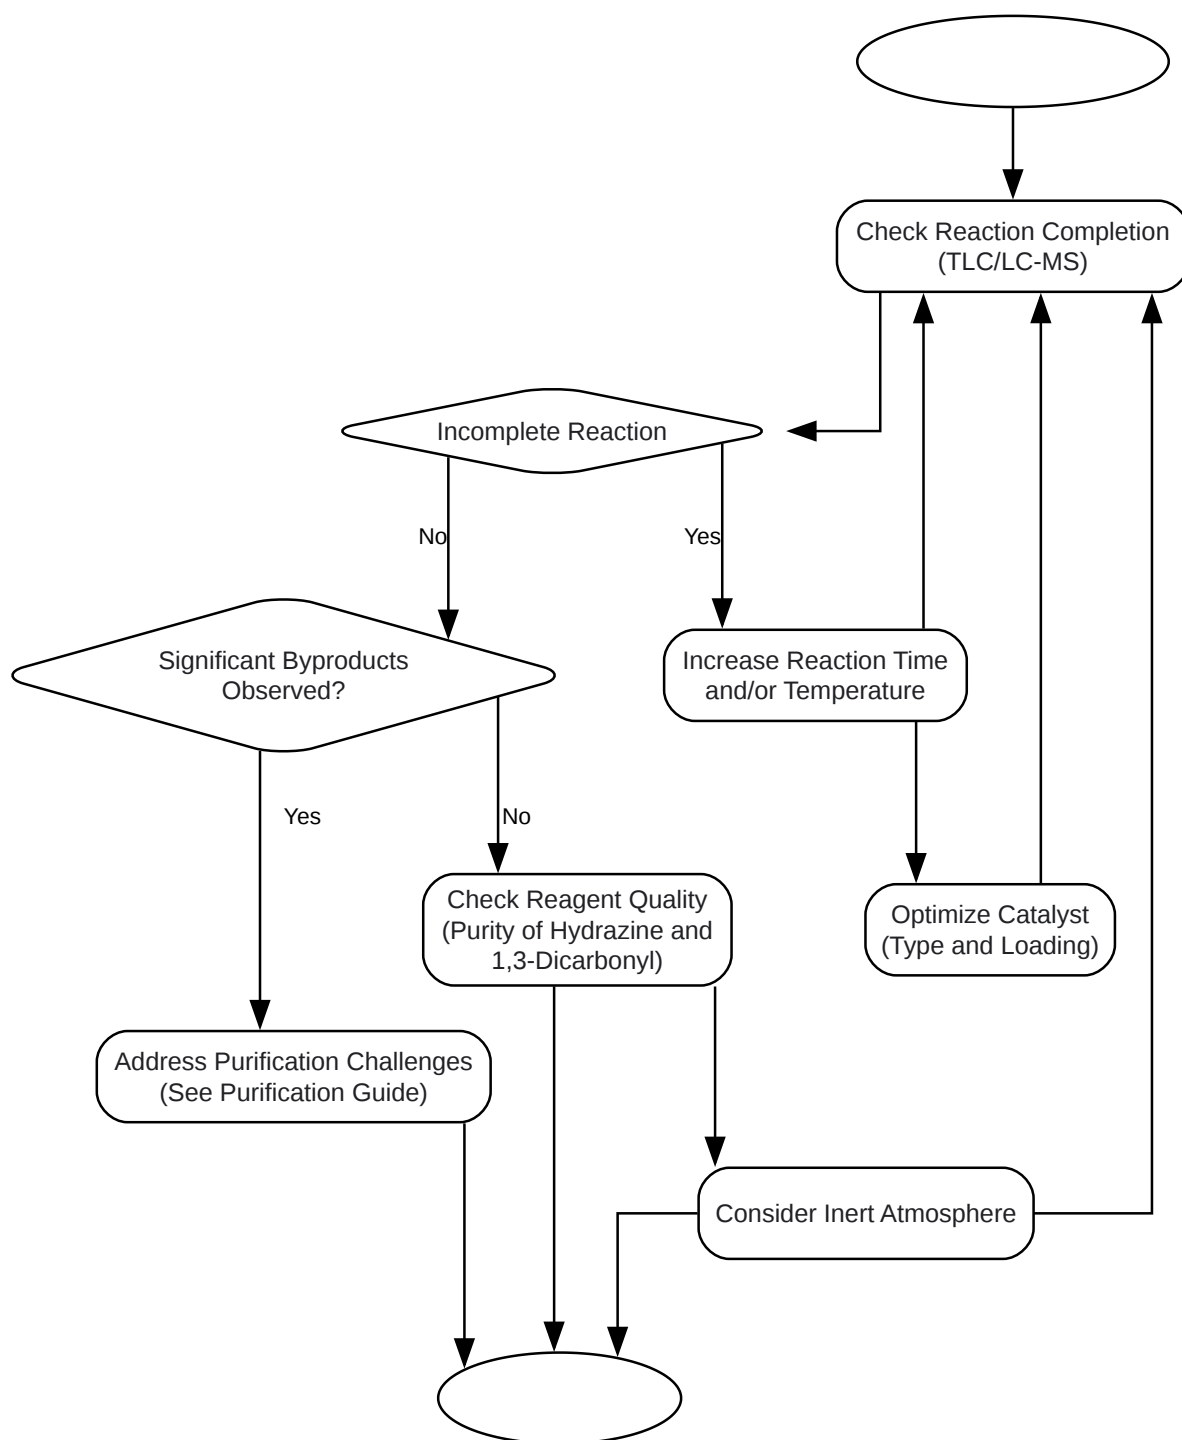 Check Reaction Completion
(TLC/LC-MS)
Incomplete Reaction
No
Yes
Significant Byproducts
Observed?
Increase Reaction Time
and/or Temperature
Yes
No
Check Reagent Quality
(Purity of Hydrazine and
1,3-Dicarbonyl)
Optimize Catalyst
(Type and Loading)
Address Purification Challenges
(See Purification Guide)
Consider Inert Atmosphere